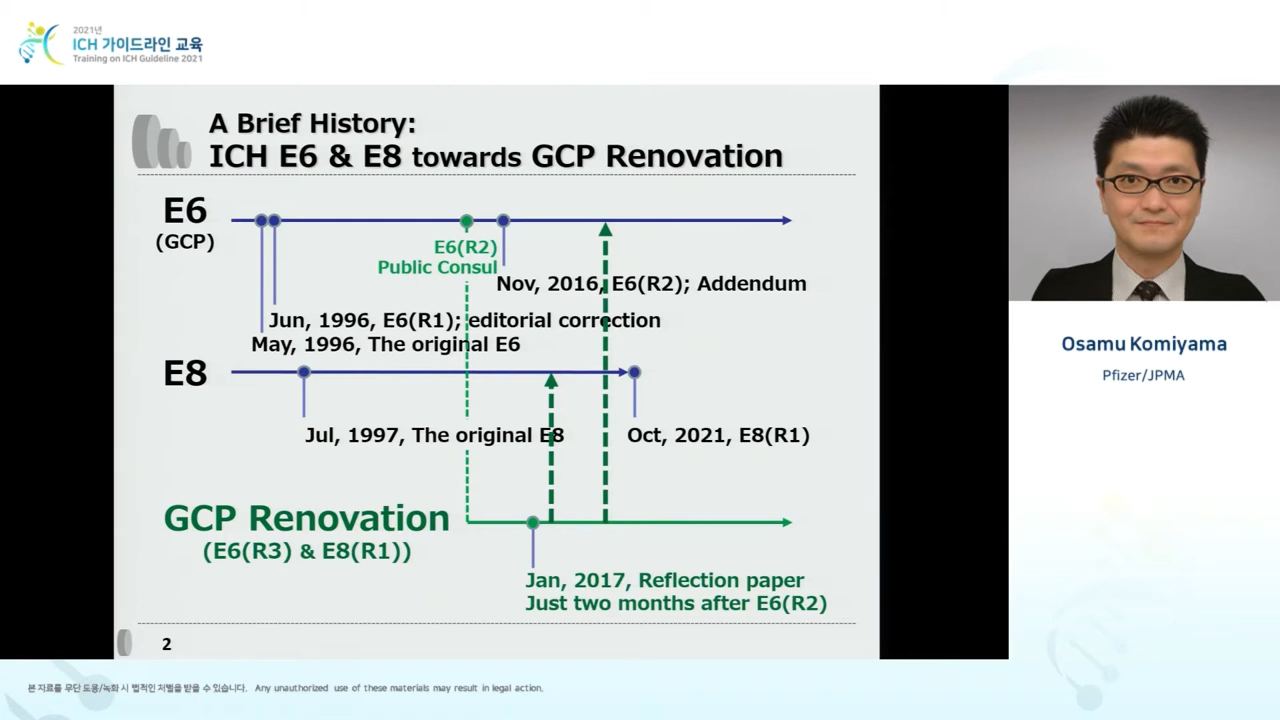 2021년
ICH 가이드라인 교육
Training on ICH Guideline 2021
A Brief History:
ICH E6 & E8 towards GCP Renovation
E6
(GCP)
E6(R2)
Public Consul
Nov, 2016, E6(R2); Addendum
Jun, 1996, E6(R1); editorial correction
May, 1996, The original E6
E8
Jul, 1997, The original E8
Oct, 2021, E8(R1)
GCP Renovation
(E6(R3) & E8(R1))
Jan, 2017, Reflection paper
Just two months after E6(R2)
2
Osamu Komiyama
Pfizer/JPMA
본 자료를 무단 도용/녹화 시 법적인 처벌을 받을 수 있습니다. Any unauthorized use of these materials may result in legal action.